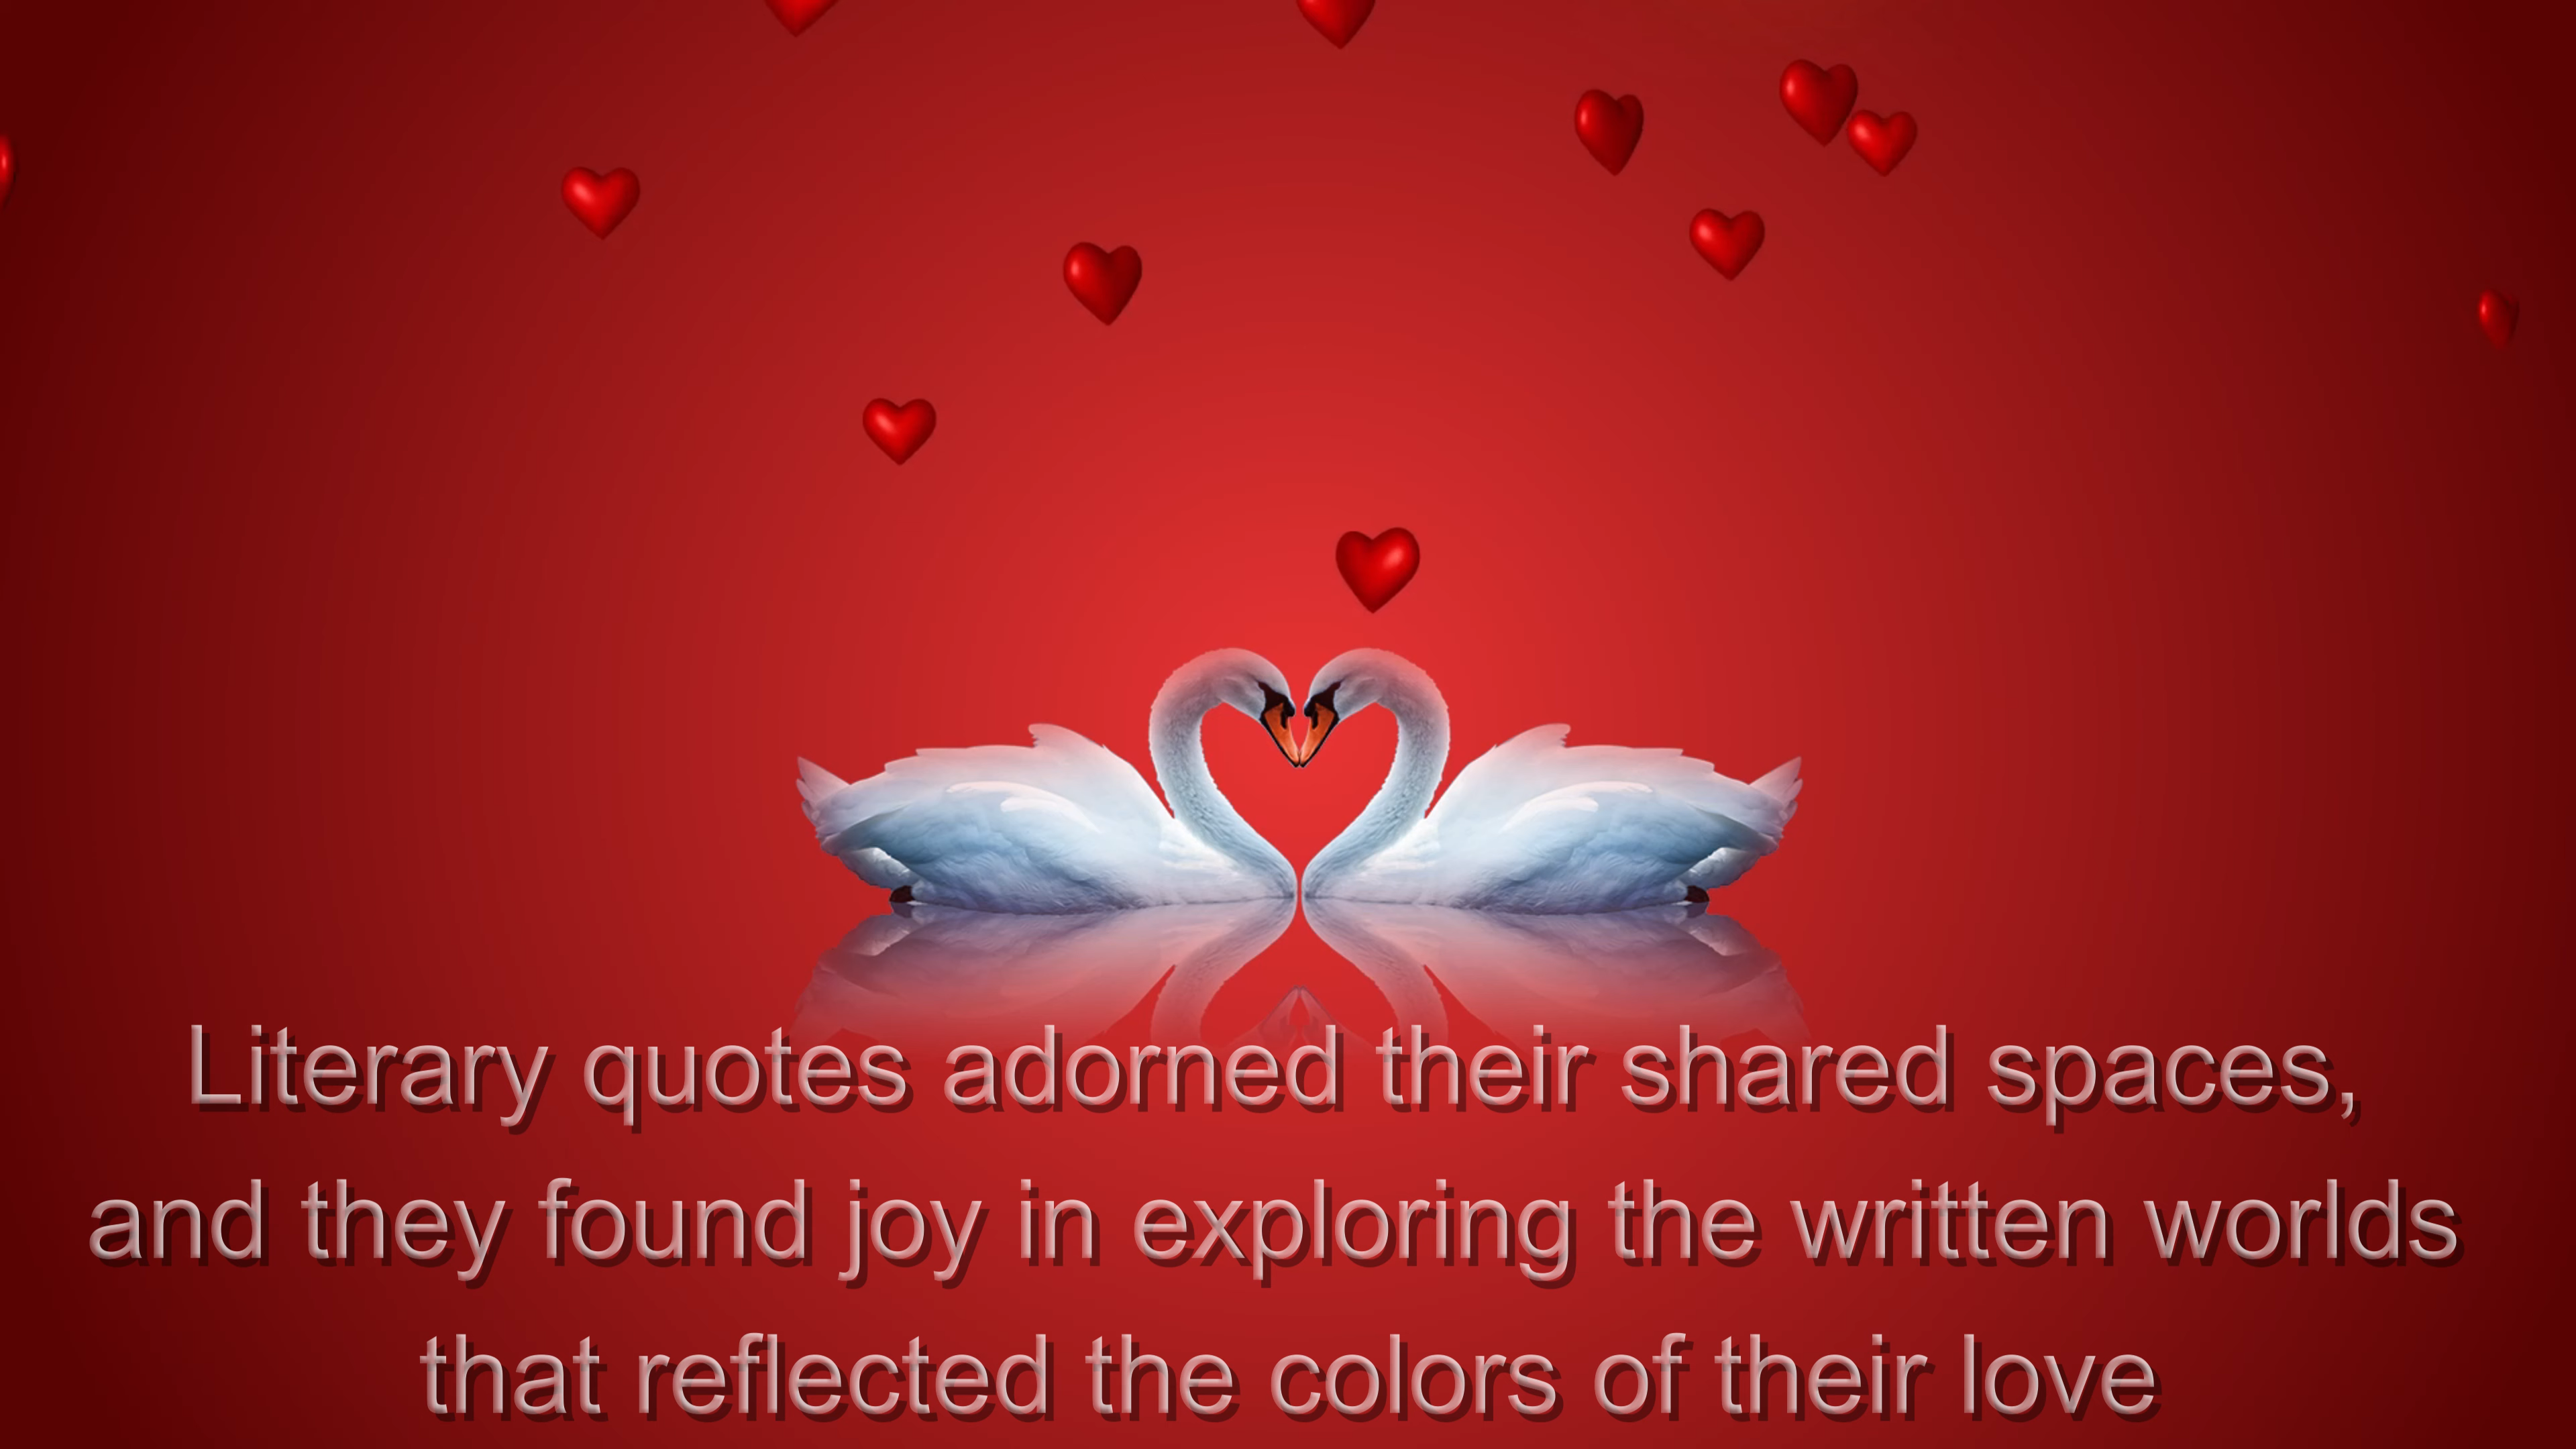 Literary quotes adorned their shared spaces,
and they found joy in exploring the written worlds
that reflected the colors of their love